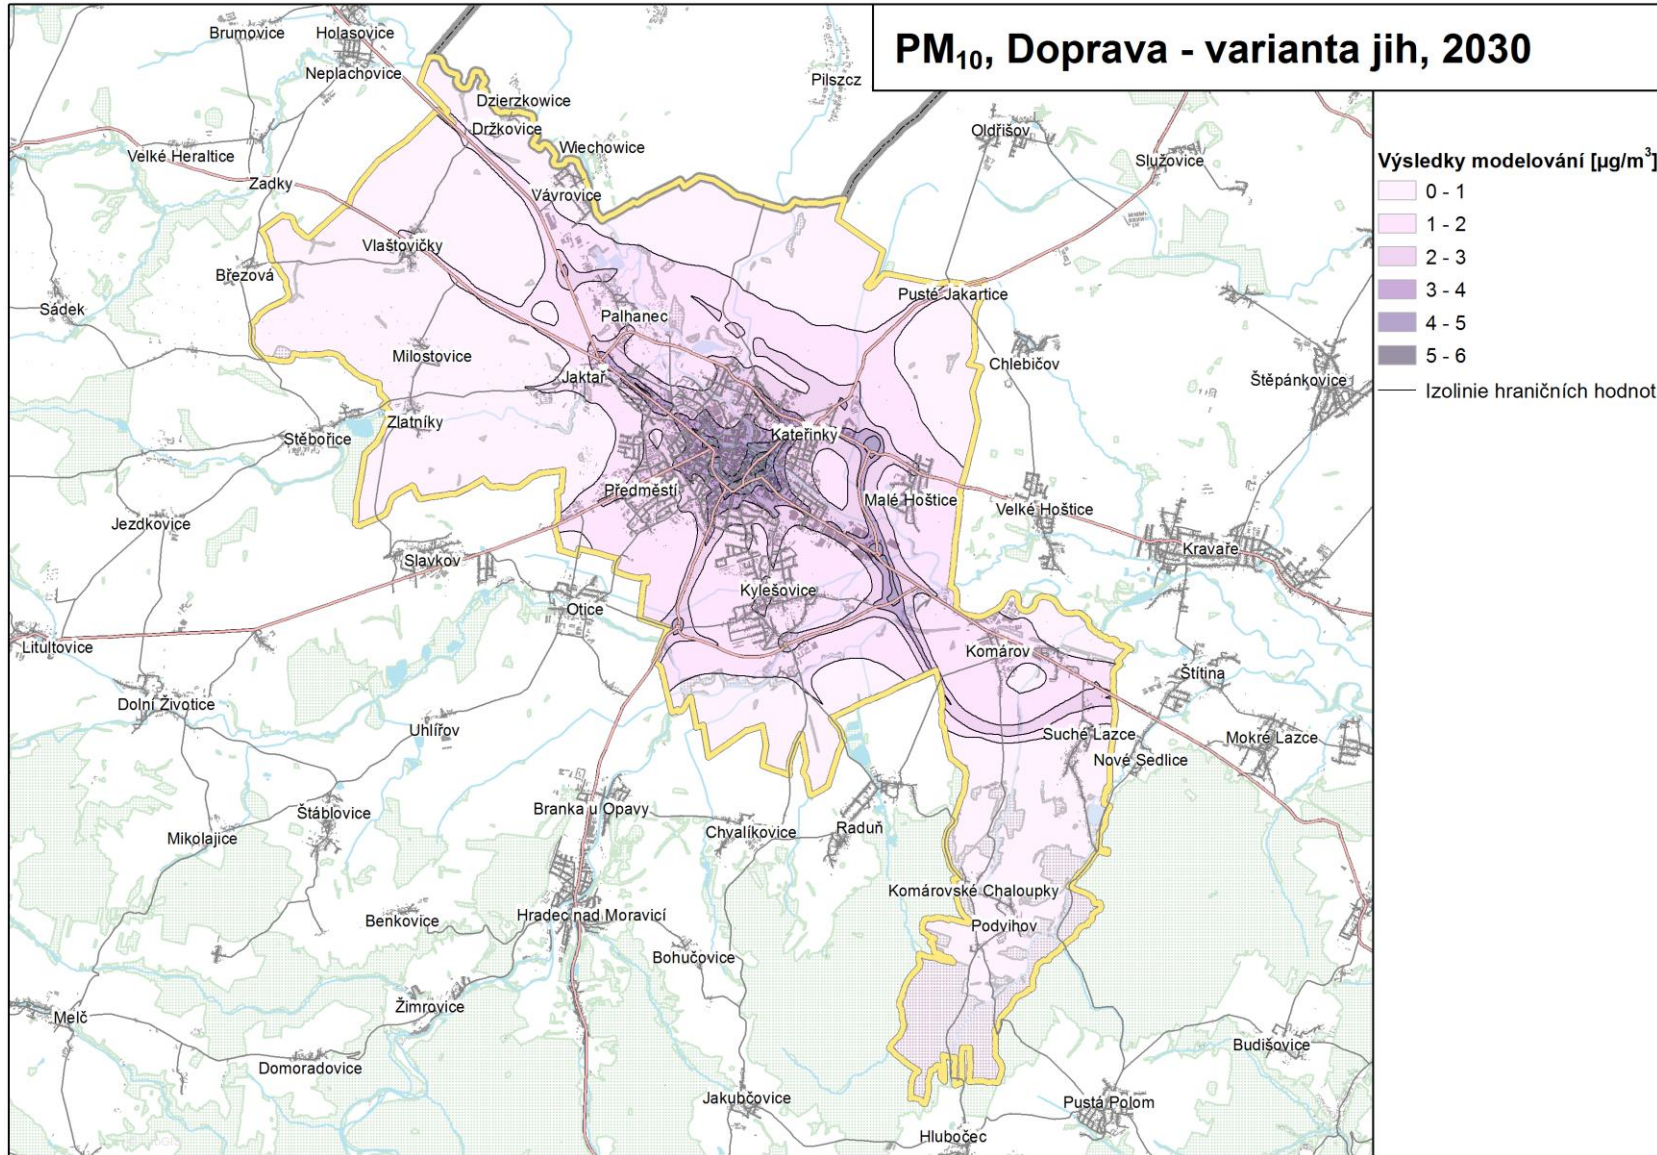 PM₁₀, Doprava - varianta jih, 2030
Výsledky modelování [µg/m³]
0 - 1
1 - 2
2 - 3
3 - 4
4 - 5
5 - 6
Izolinie hraničních hodnot
Brumovice
Holasovice
Neplachovice
Pilszcz
Dzierzkowice
Držkovice
Oldřišov
Velké Heraltice
Wiechowice
Služovice
Zadky
Vávrovice
Vlaštovičky
Březová
Pusté Jakartice
Sádek
Palhanec
Milostovice
Chlebičov
Jaktař
Štěpánkovice
Zlatníky
Stěbořice
Kateřinky
Předměstí
Malé Hoštice
Velké Hoštice
Jezdkovice
Kravaře
Slavkov
Kylešovice
Otice
Litultovice
Komárov
Štítina
Dolní Životice
Uhlířov
Suché Lazce
Mokré Lazce
Nové Sedlice
Branka u Opavy
Štáblovice
Chvalíkovice
Raduň
Mikolajice
Komárovské Chaloupky
Benkovice
Hradec nad Moravicí
Podvihov
Bohučovice
Žimrovice
Melč
Budišovice
Domoradovice
Jakubčovice
Pustá Polom
Hlubočec